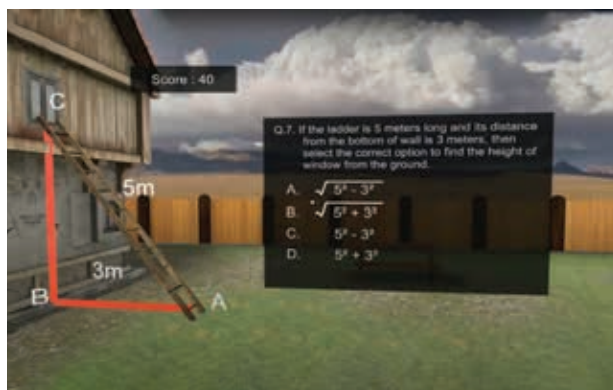 Score : 40
C
5m
3m
B
A
Q.7. If the ladder is 5 meters long and its distance
from the bottom of wall is 3 meters, then
select the correct option to find the height of
window from the ground.
A. √5² - 3²
B. √5² + 3²
C. 5² - 3²
D. 5² + 3²